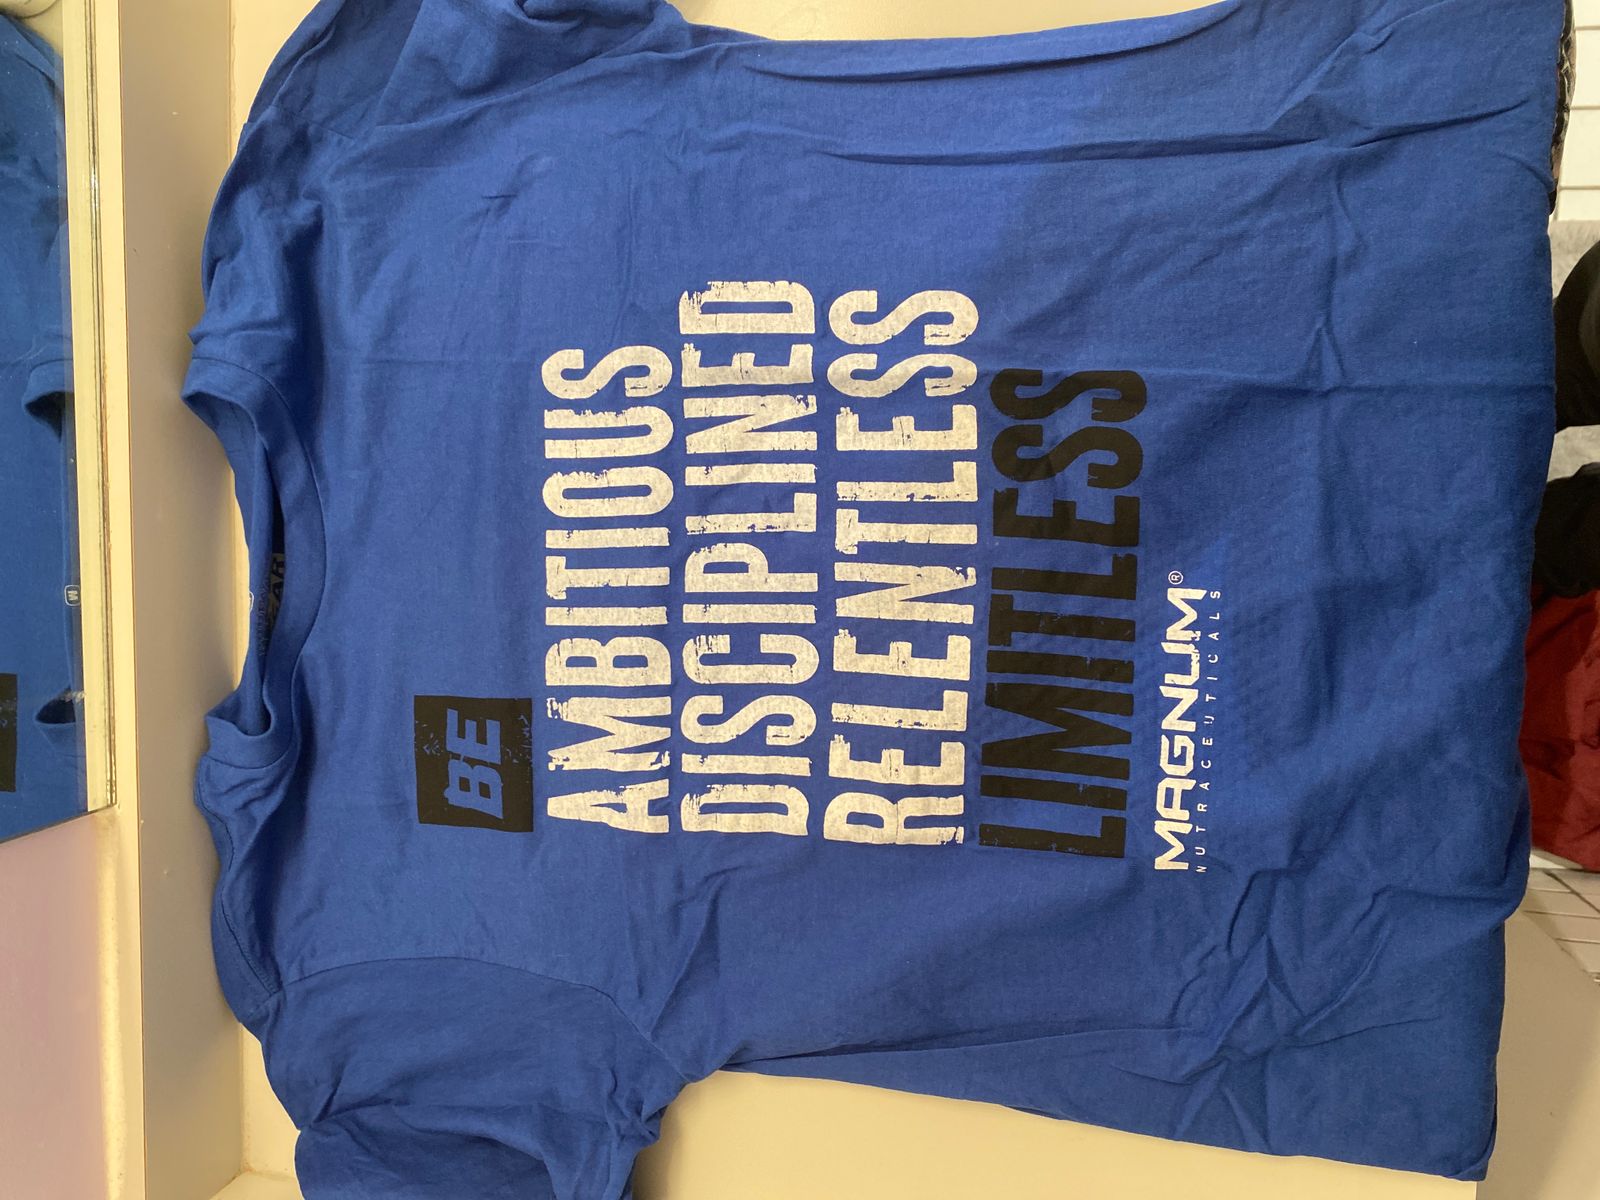 BE
AMBITIOUS
DISCIPLINED
RELENTLESS
LIMITLESS
MAGNUM®
NUTRACEUTICALS